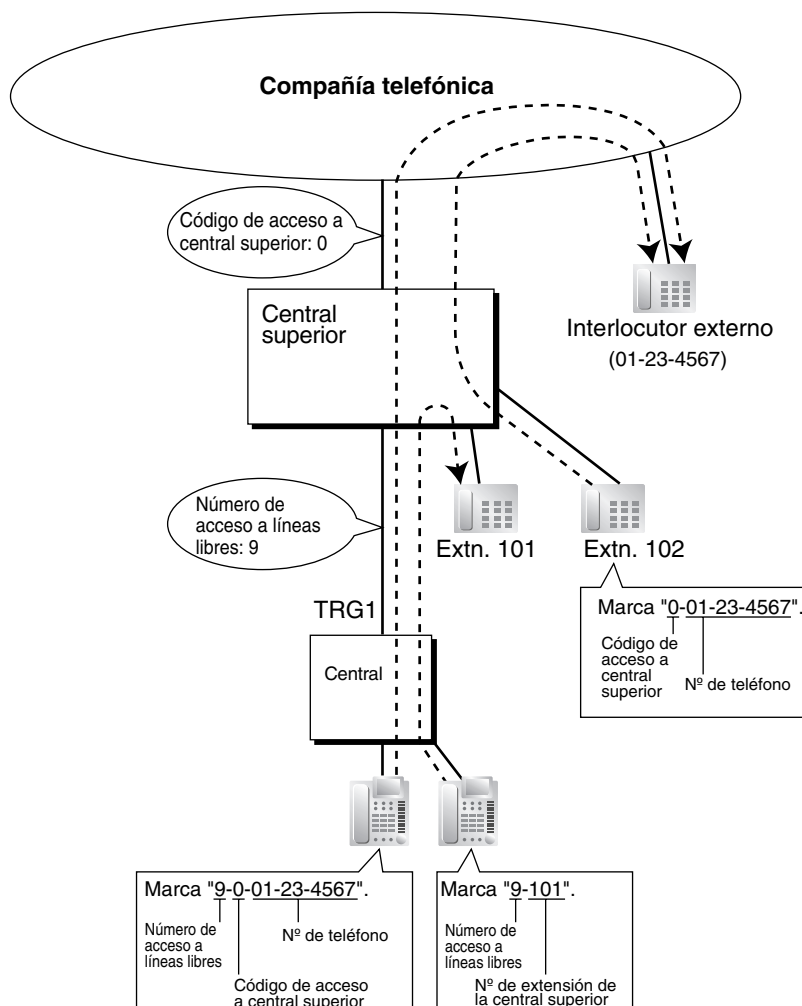 Compañía telefónica
Código de acceso a
central superior: 0
Central
superior
Interlocutor externo
(01-23-4567)
Número de
acceso a líneas
libres: 9
Extn. 101
Extn. 102
TRG1
Marca "0-01-23-4567".
Código de
acceso a
central
superior
Nº de teléfono
Central
Marca "9-0-01-23-4567".
Número de
acceso a
líneas libres
Nº de teléfono
Código de acceso
a central superior
Marca "9-101".
Número de
acceso a
líneas libres
Nº de extensión de
la central superior